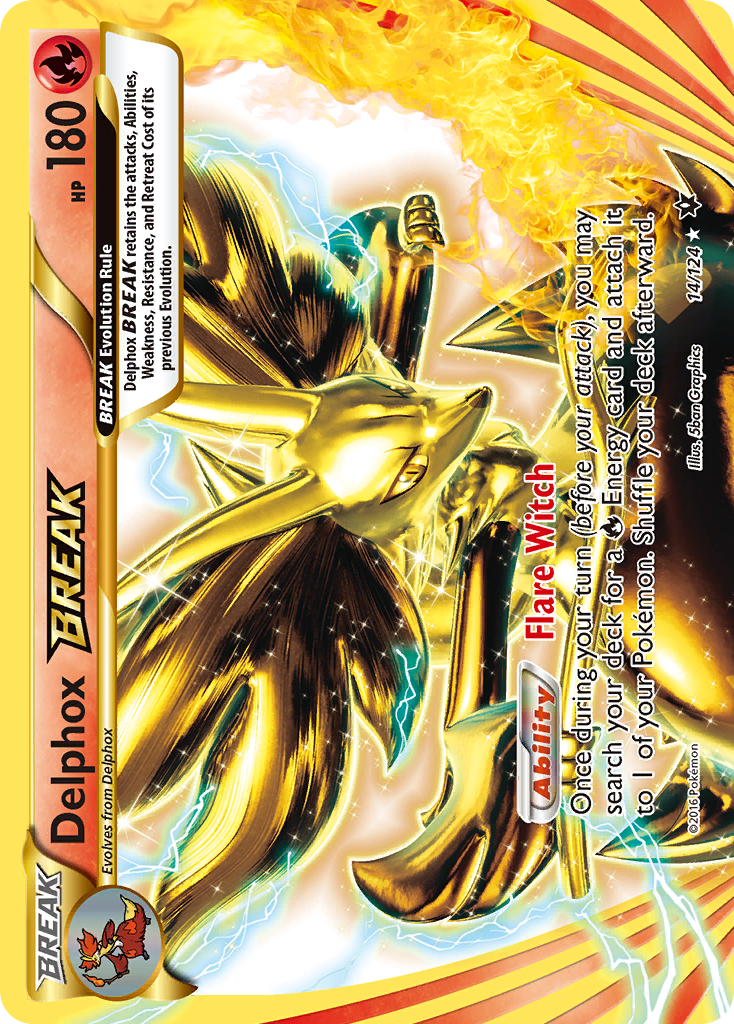 BREAK
Delphox BREAK
HP 180
Evolves from Delphox
BREAK Evolution Rule
Delphox BREAK retains the attacks, Abilities,
Weakness, Resistance, and Retreat Cost of its
previous Evolution.
Ability Flare Witch
Once during your turn (before your attack), you may
search your deck for a Energy card and attach it
to 1 of your Pokémon. Shuffle your deck afterward.
©2016 Pokémon
Illus. 5ban Graphics
14/124 ★